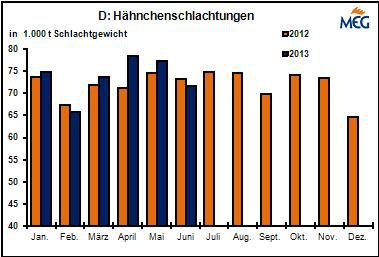 D: Hähnchenschlachtungen
MEG
in 1.000 t Schlachtgewicht
2012
2013
80
75
70
65
60
55
50
45
40
Jan. Feb. März April Mai Juni Juli Aug. Sept. Okt. Nov. Dez.